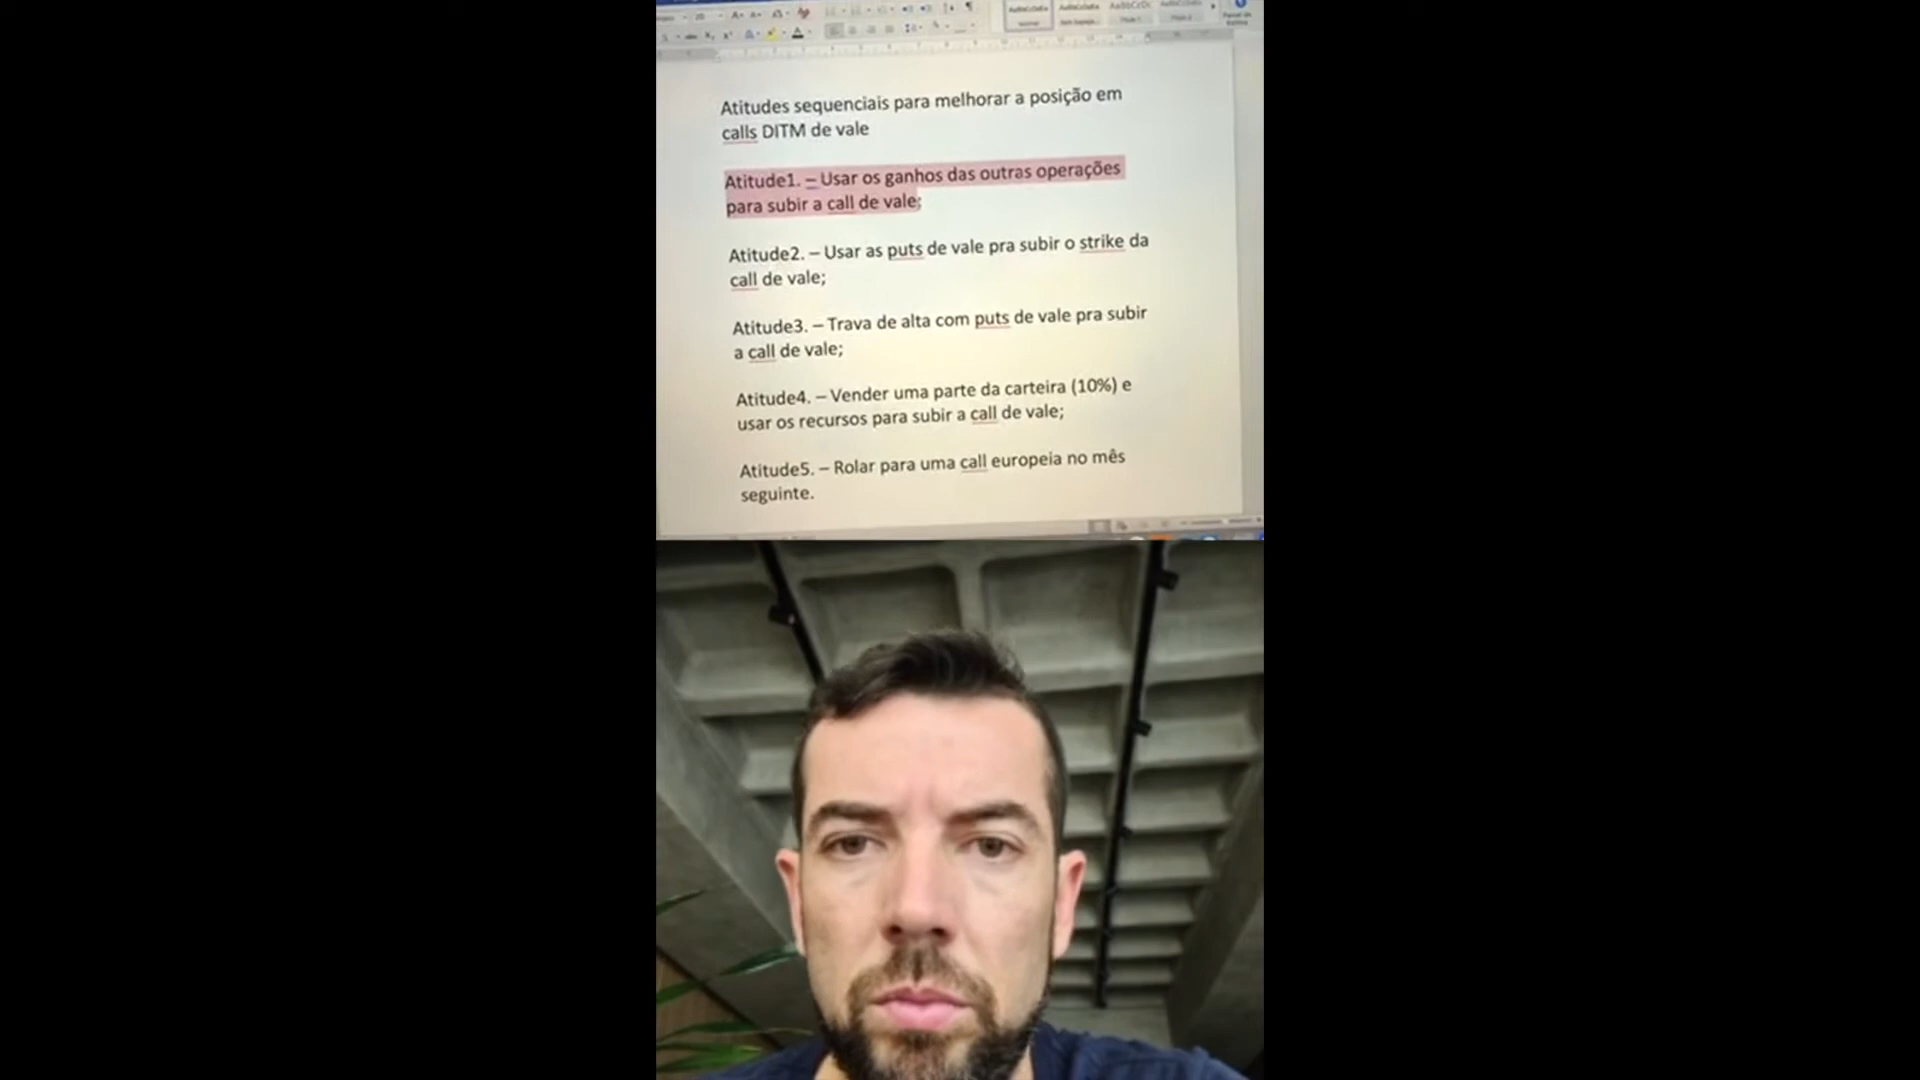 Atitudes sequenciais para melhorar a posição em
calls DITM de vale
Atitude1. – Usar os ganhos das outras operações
para subir a call de vale;
Atitude2. – Usar as puts de vale pra subir o strike da
call de vale;
Atitude3. – Trava de alta com puts de vale pra subir
a call de vale;
Atitude4. – Vender uma parte da carteira (10%) e
usar os recursos para subir a call de vale;
Atitude5. – Rolar para uma call europeia no mês
seguinte.